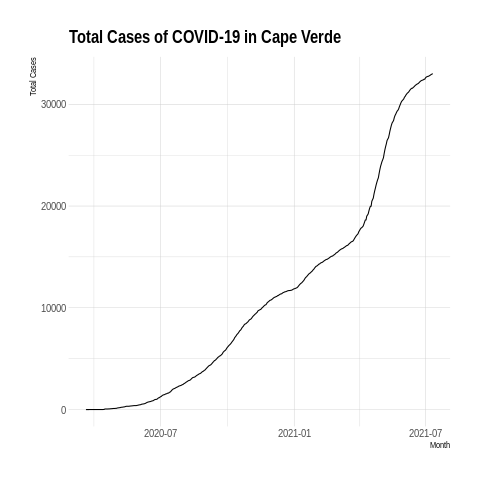 Total Cases of COVID-19 in Cape Verde
Total Cases
30000
20000
10000
0
2020-07
2021-01
2021-07
Month